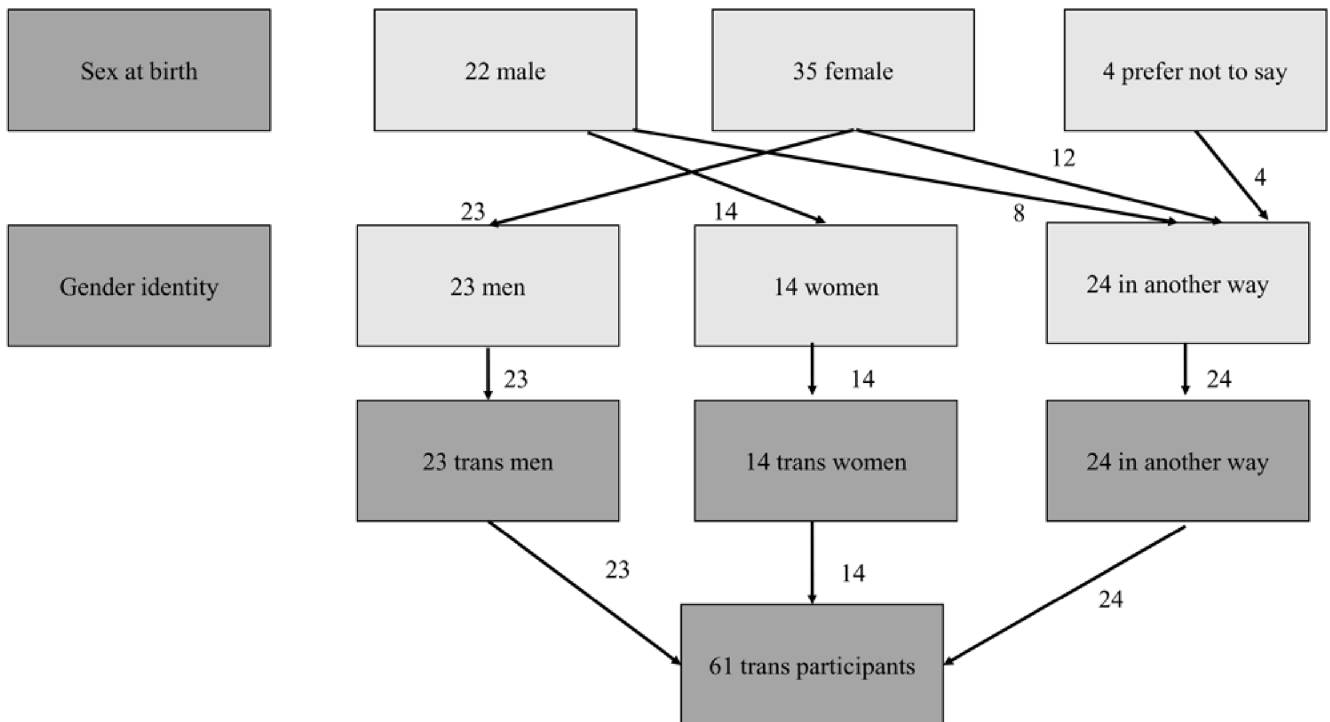 Sex at birth
22 male
35 female
4 prefer not to say
12
4
23
14
8
Gender identity
23 men
14 women
24 in another way
23
14
24
23 trans men
14 trans women
24 in another way
23
14
24
61 trans participants